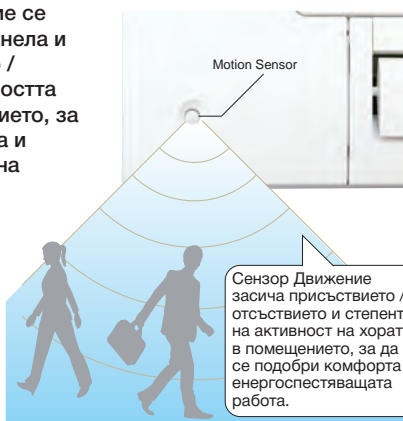 ие се
нела и
о /
остта
ието, за
а и
на
Motion Sensor
Сензор Движение
засича присъствието /
отсъствието и степент
на активност на хорат
в помещението, за да
се подобри комфорта
енергоспестяващата
работа.